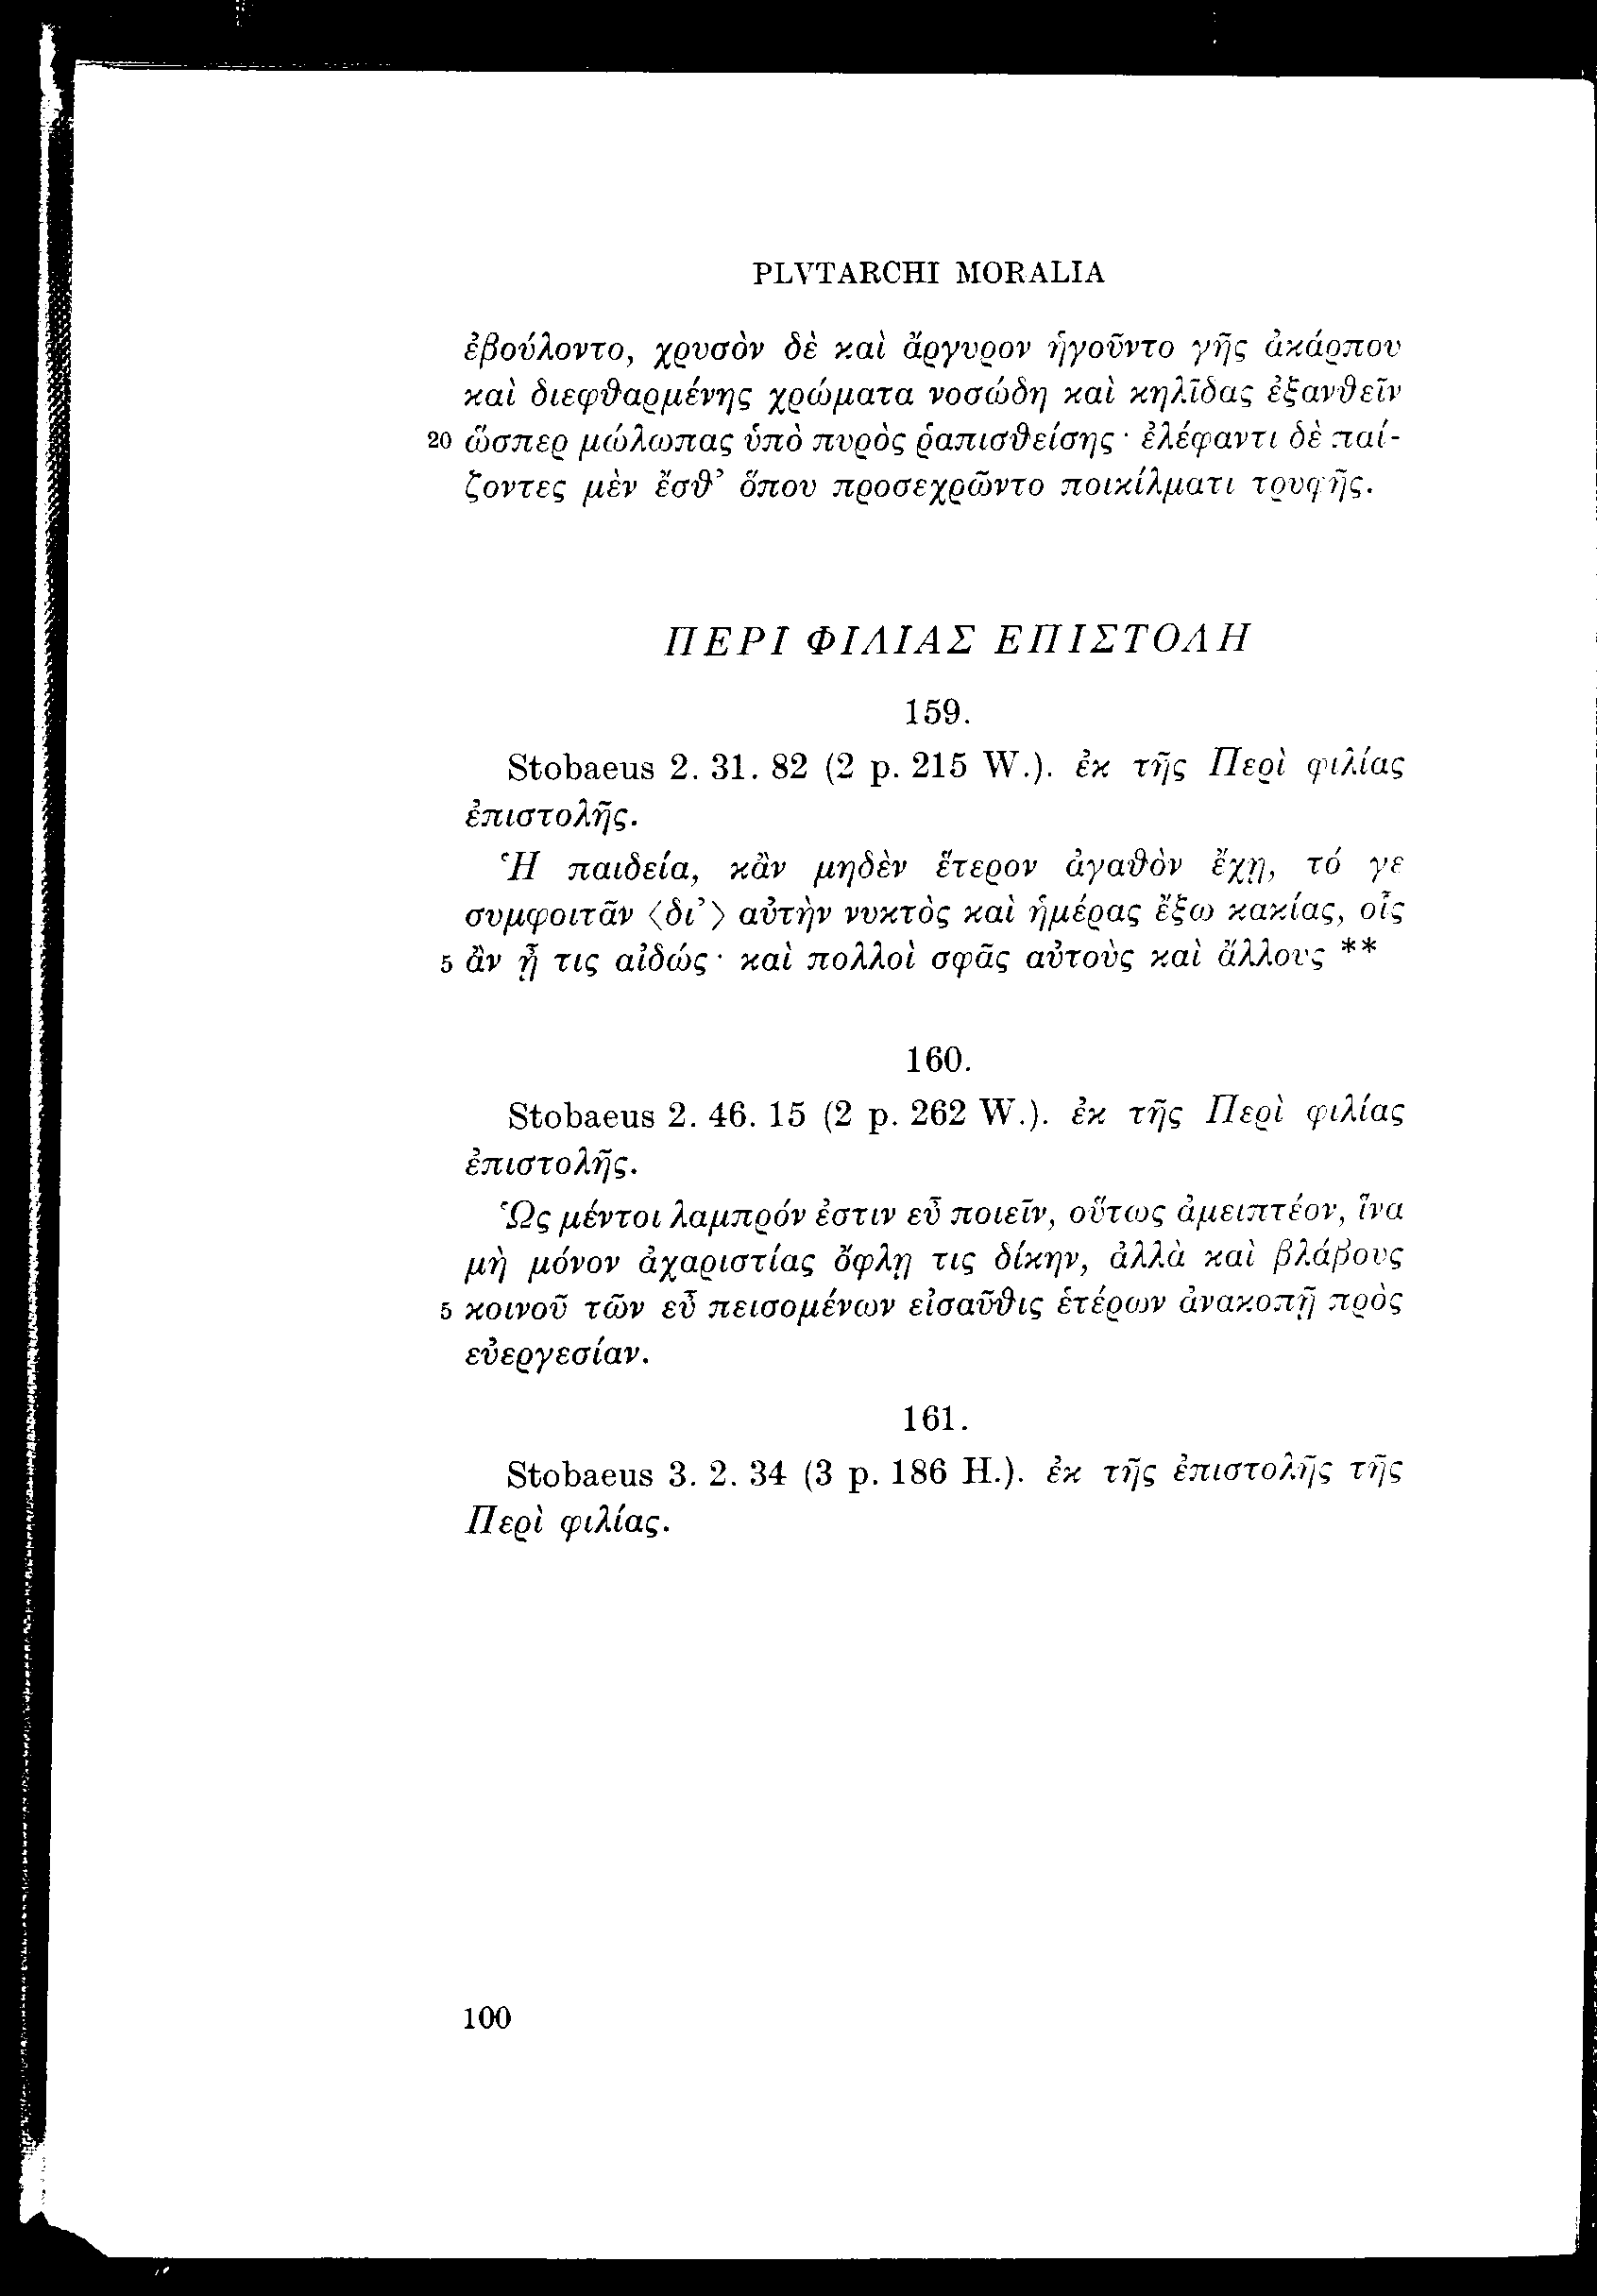 PLVTARCHI MORALIA
ἐβούλοντο, χρυσὸν δὲ καὶ ἄργυρον ἡγοῦντο γῆς ἀκάρπου
καὶ διεφθαρμένης χρώματα νοσώδη καὶ κηλῖδας ἐξανθεῖν
20 ὥσπερ μώλωπας ὑπὸ πυρὸς ῥαπισθείσης · ἐλέφαντι δὲ παί-
ζοντες μὲν ἔσθ’ ὅπου προσεχρῶντο ποικίλματι τρυφῆς.
ΠΕΡΙ ΦΙΛΙΑΣ ΕΠΙΣΤΟΛΗ
159.
Stobaeus 2. 31. 82 (2 p. 215 W.). ἐκ τῆς Περὶ φιλίας
ἐπιστολῆς.
Ἡ παιδεία, κἂν μηδὲν ἕτερον ἀγαθὸν ἔχῃ, τό γε
συμφοιτᾶν ⟨δι’⟩ αὐτὴν νυκτὸς καὶ ἡμέρας ἔξω κακίας, οἷς
5 ἂν ᾖ τις αἰδώς · καὶ πολλοὶ σφᾶς αὐτοὺς καὶ ἄλλους **
160.
Stobaeus 2. 46. 15 (2 p. 262 W.). ἐκ τῆς Περὶ φιλίας
ἐπιστολῆς.
Ὡς μέντοι λαμπρόν ἐστιν εὖ ποιεῖν, οὕτως ἀμειπτέον, ἵνα
μὴ μόνον ἀχαριστίας ὄφλῃ τις δίκην, ἀλλὰ καὶ βλάβους
5 κοινοῦ τῶν εὖ πεισομένων εἰσαῦθις ἑτέρων ἀνακοπῇ πρὸς
εὐεργεσίαν.
161.
Stobaeus 3. 2. 34 (3 p. 186 H.). ἐκ τῆς ἐπιστολῆς τῆς
Περὶ φιλίας.
100